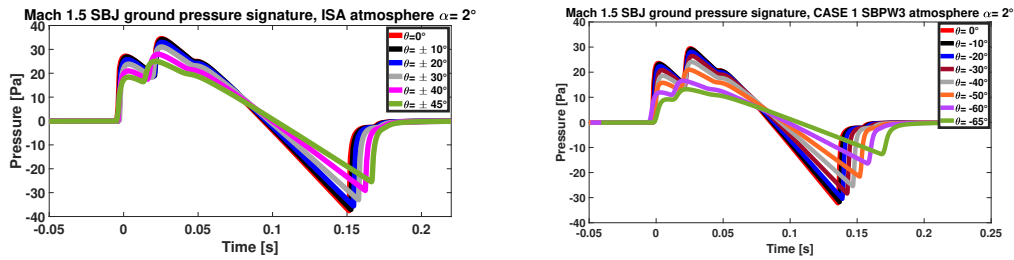 Mach 1.5 SBJ ground pressure signature, ISA atmosphere α= 2°
Pressure [Pa]
40
30
20
10
0
-10
-20
-30
-40
-0.05
0
0.05
0.1
0.15
0.2
Time [s]
θ=0°
θ= ± 10°
θ= ± 20°
θ= ± 30°
θ= ± 40°
θ= ± 45°
Mach 1.5 SBJ ground pressure signature, CASE 1 SBPW3 atmosphere α= 2°
Pressure [Pa]
40
30
20
10
0
-10
-20
-30
-40
-0.05
0
0.05
0.1
0.15
0.2
0.25
Time [s]
θ= 0°
θ= -10°
θ= -20°
θ= -30°
θ= -40°
θ= -50°
θ= -60°
θ= -65°